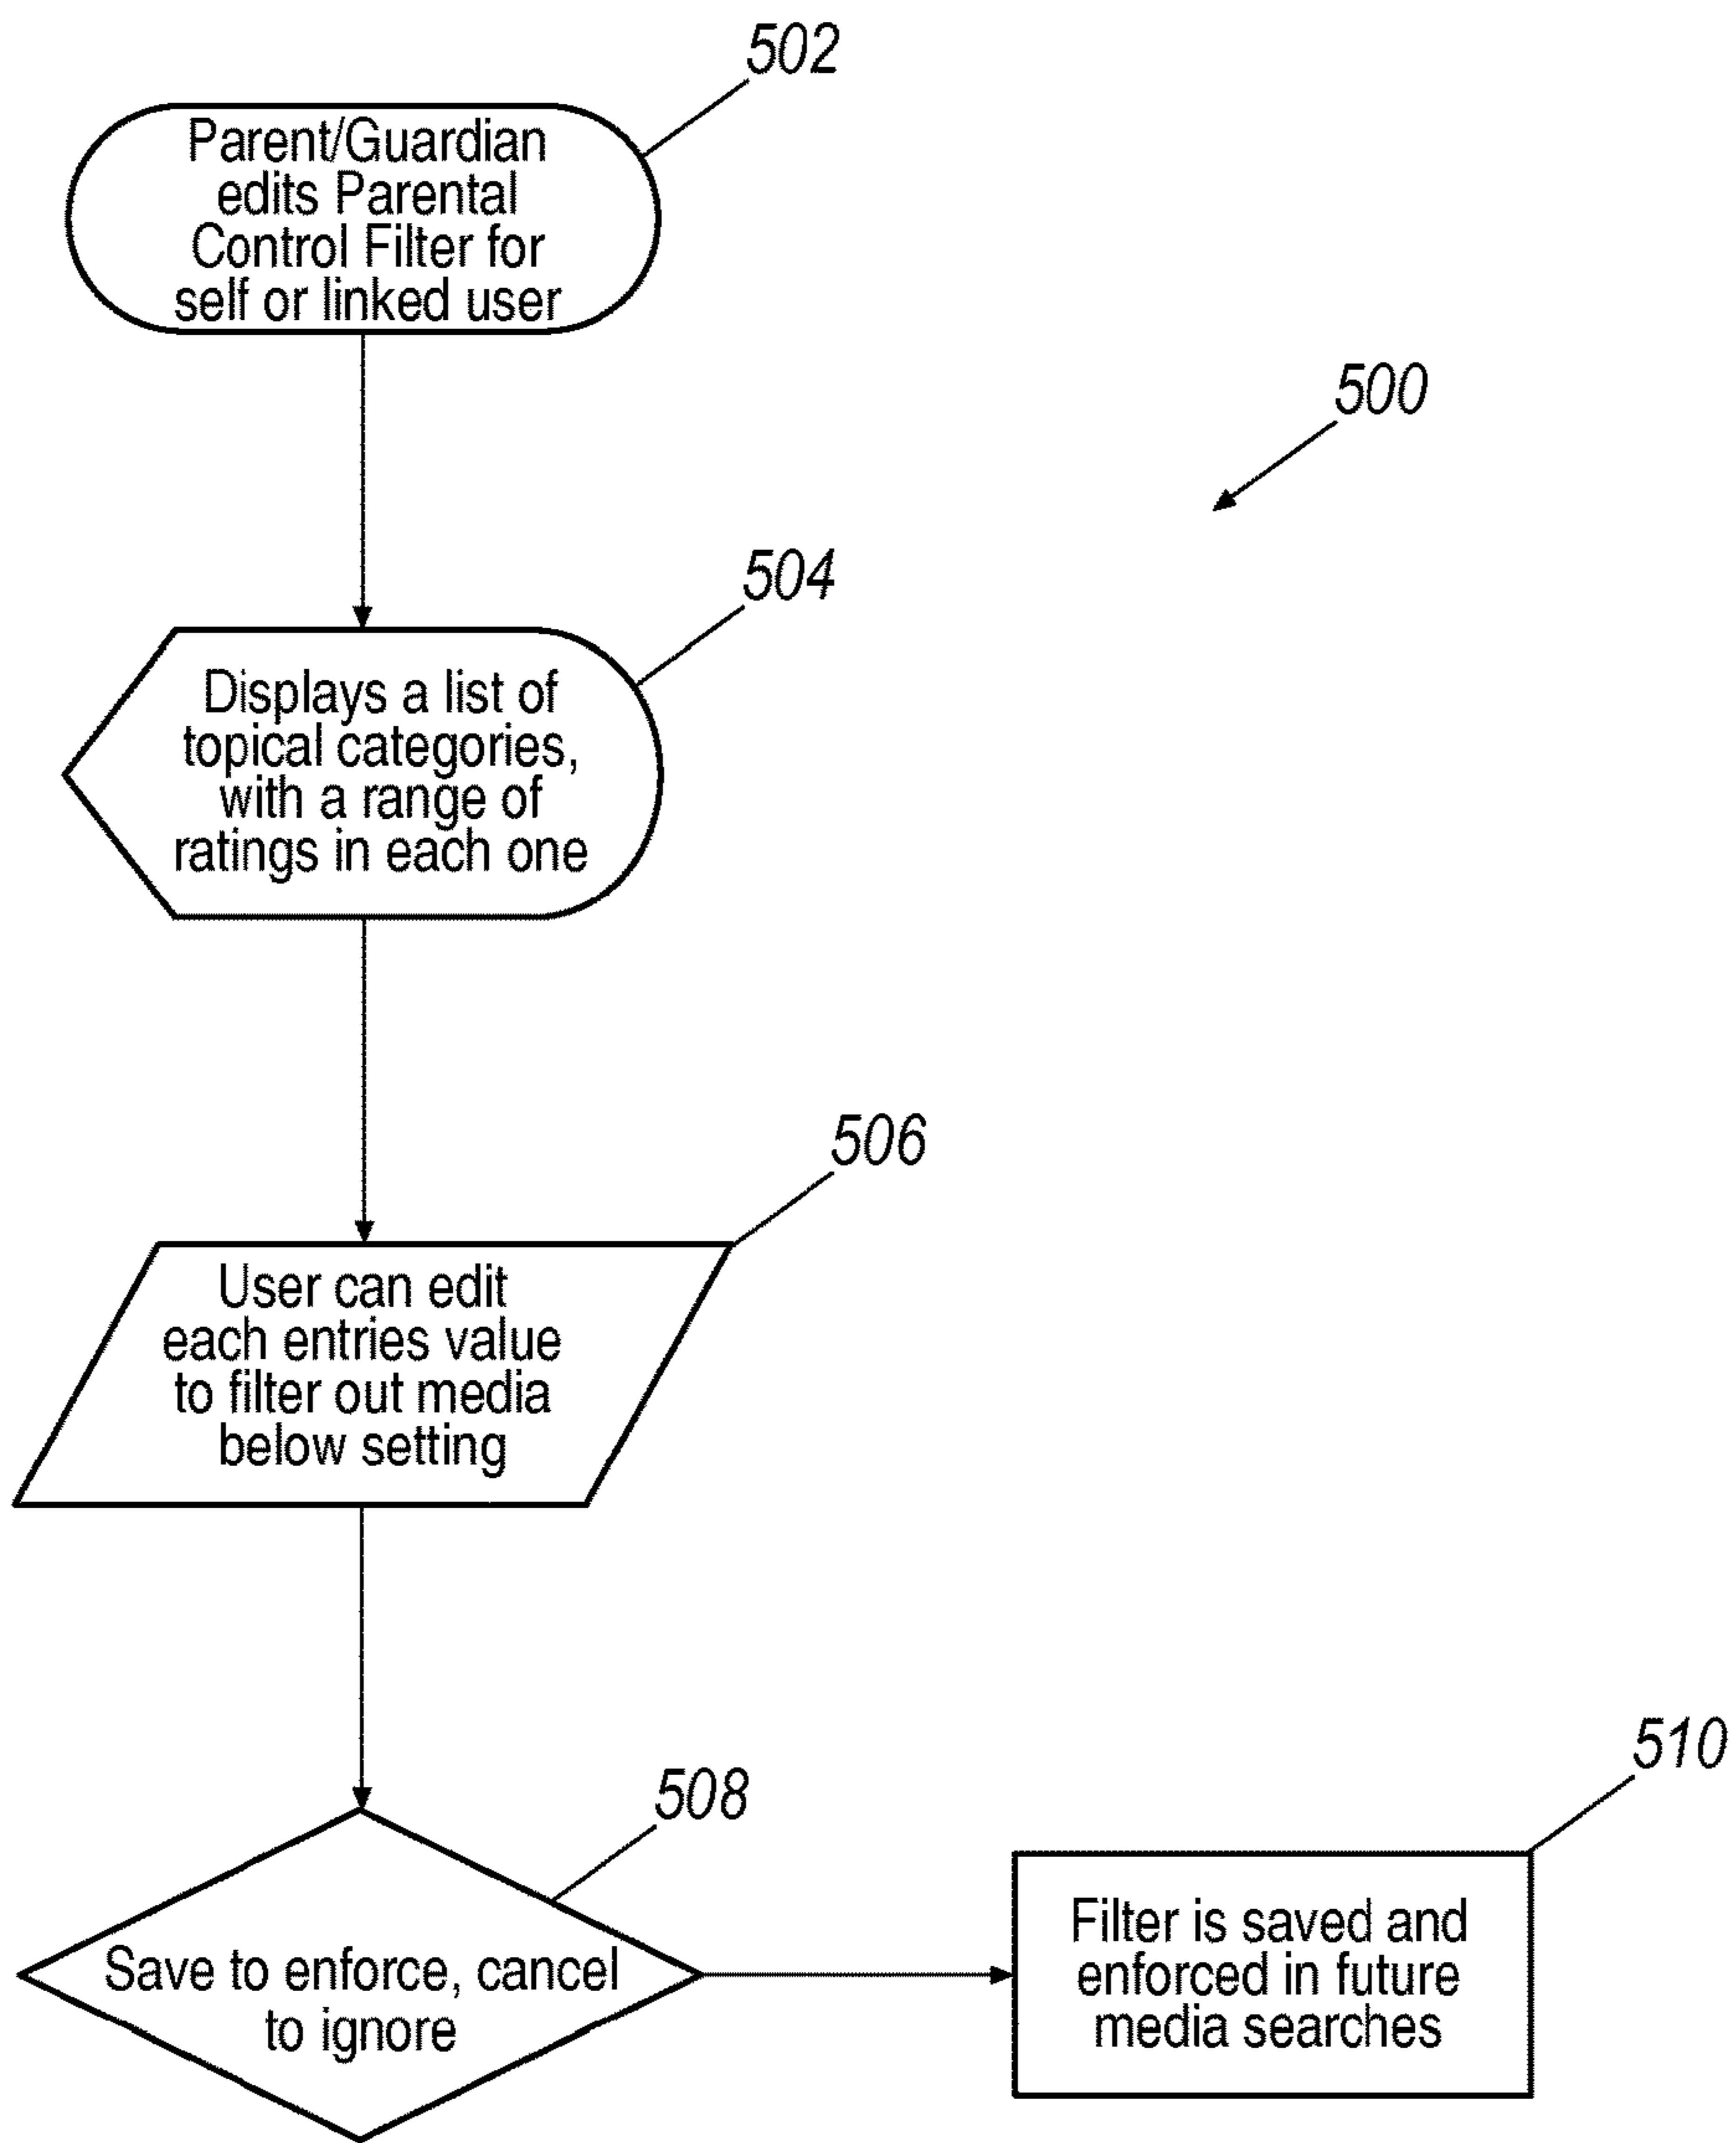 502
Parent/Guardian
edits Parental
Control Filter for
self or linked user
500
504
Displays a list of
topical categories,
with a range of
ratings in each one
506
User can edit
each entries value
to filter out media
below setting
508
Save to enforce, cancel
to ignore
510
Filter is saved and
enforced in future
media searches